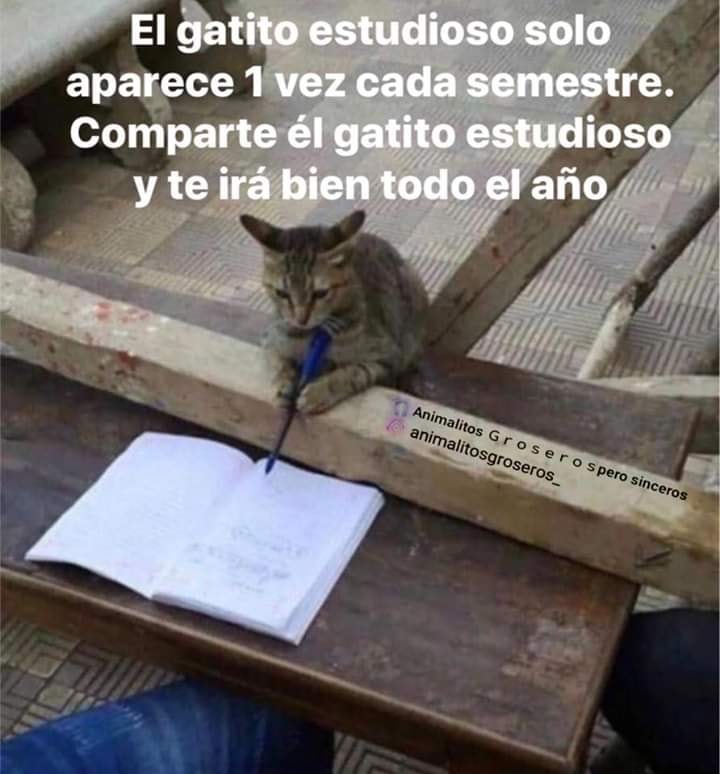 El gatito estudioso solo
aparece 1 vez cada semestre.
Comparte él gatito estudioso
y te irá bien todo el año
Animalitos G r o s e r o s pero sinceros
animalitosgroseros_